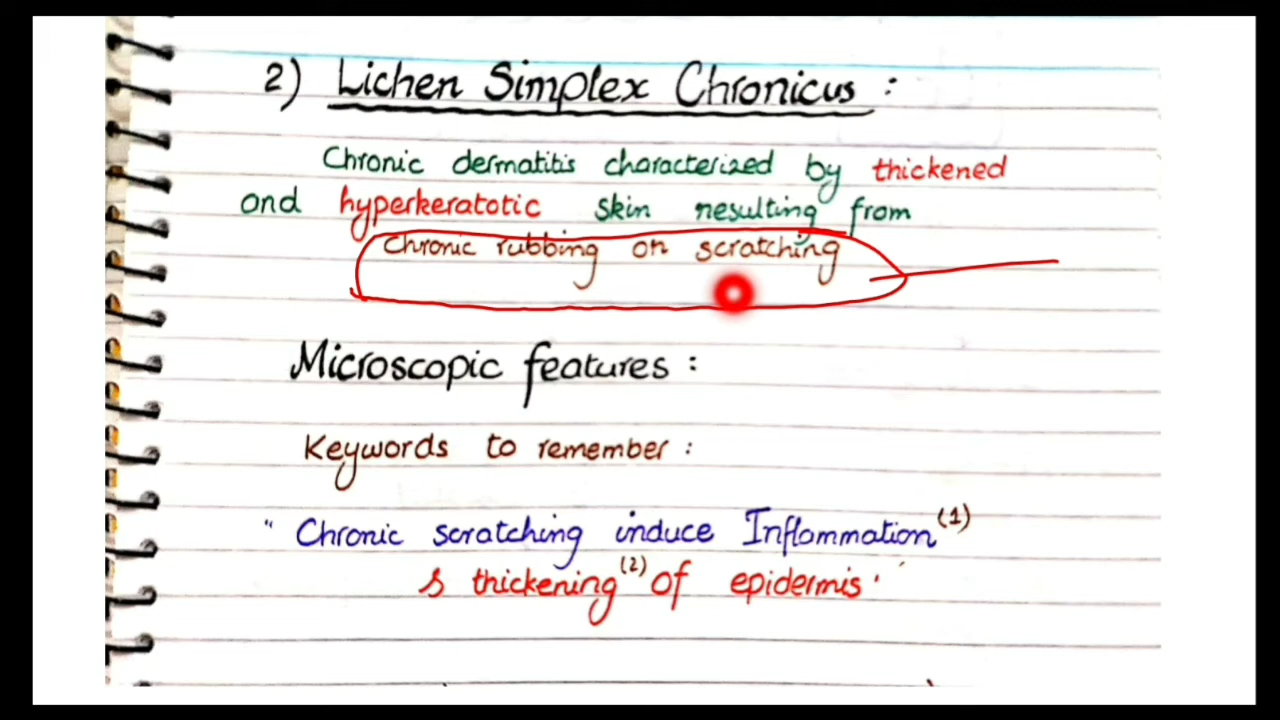 2) Lichen Simplex Chronicus :
Chronic dermatitis characterized by thickened
and hyperkeratotic skin resulting from
Chronic rubbing or scratching
Microscopic features :
Keywords to remember :
" Chronic scratching induce Inflammation (1)
& thickening (2) of epidermis .